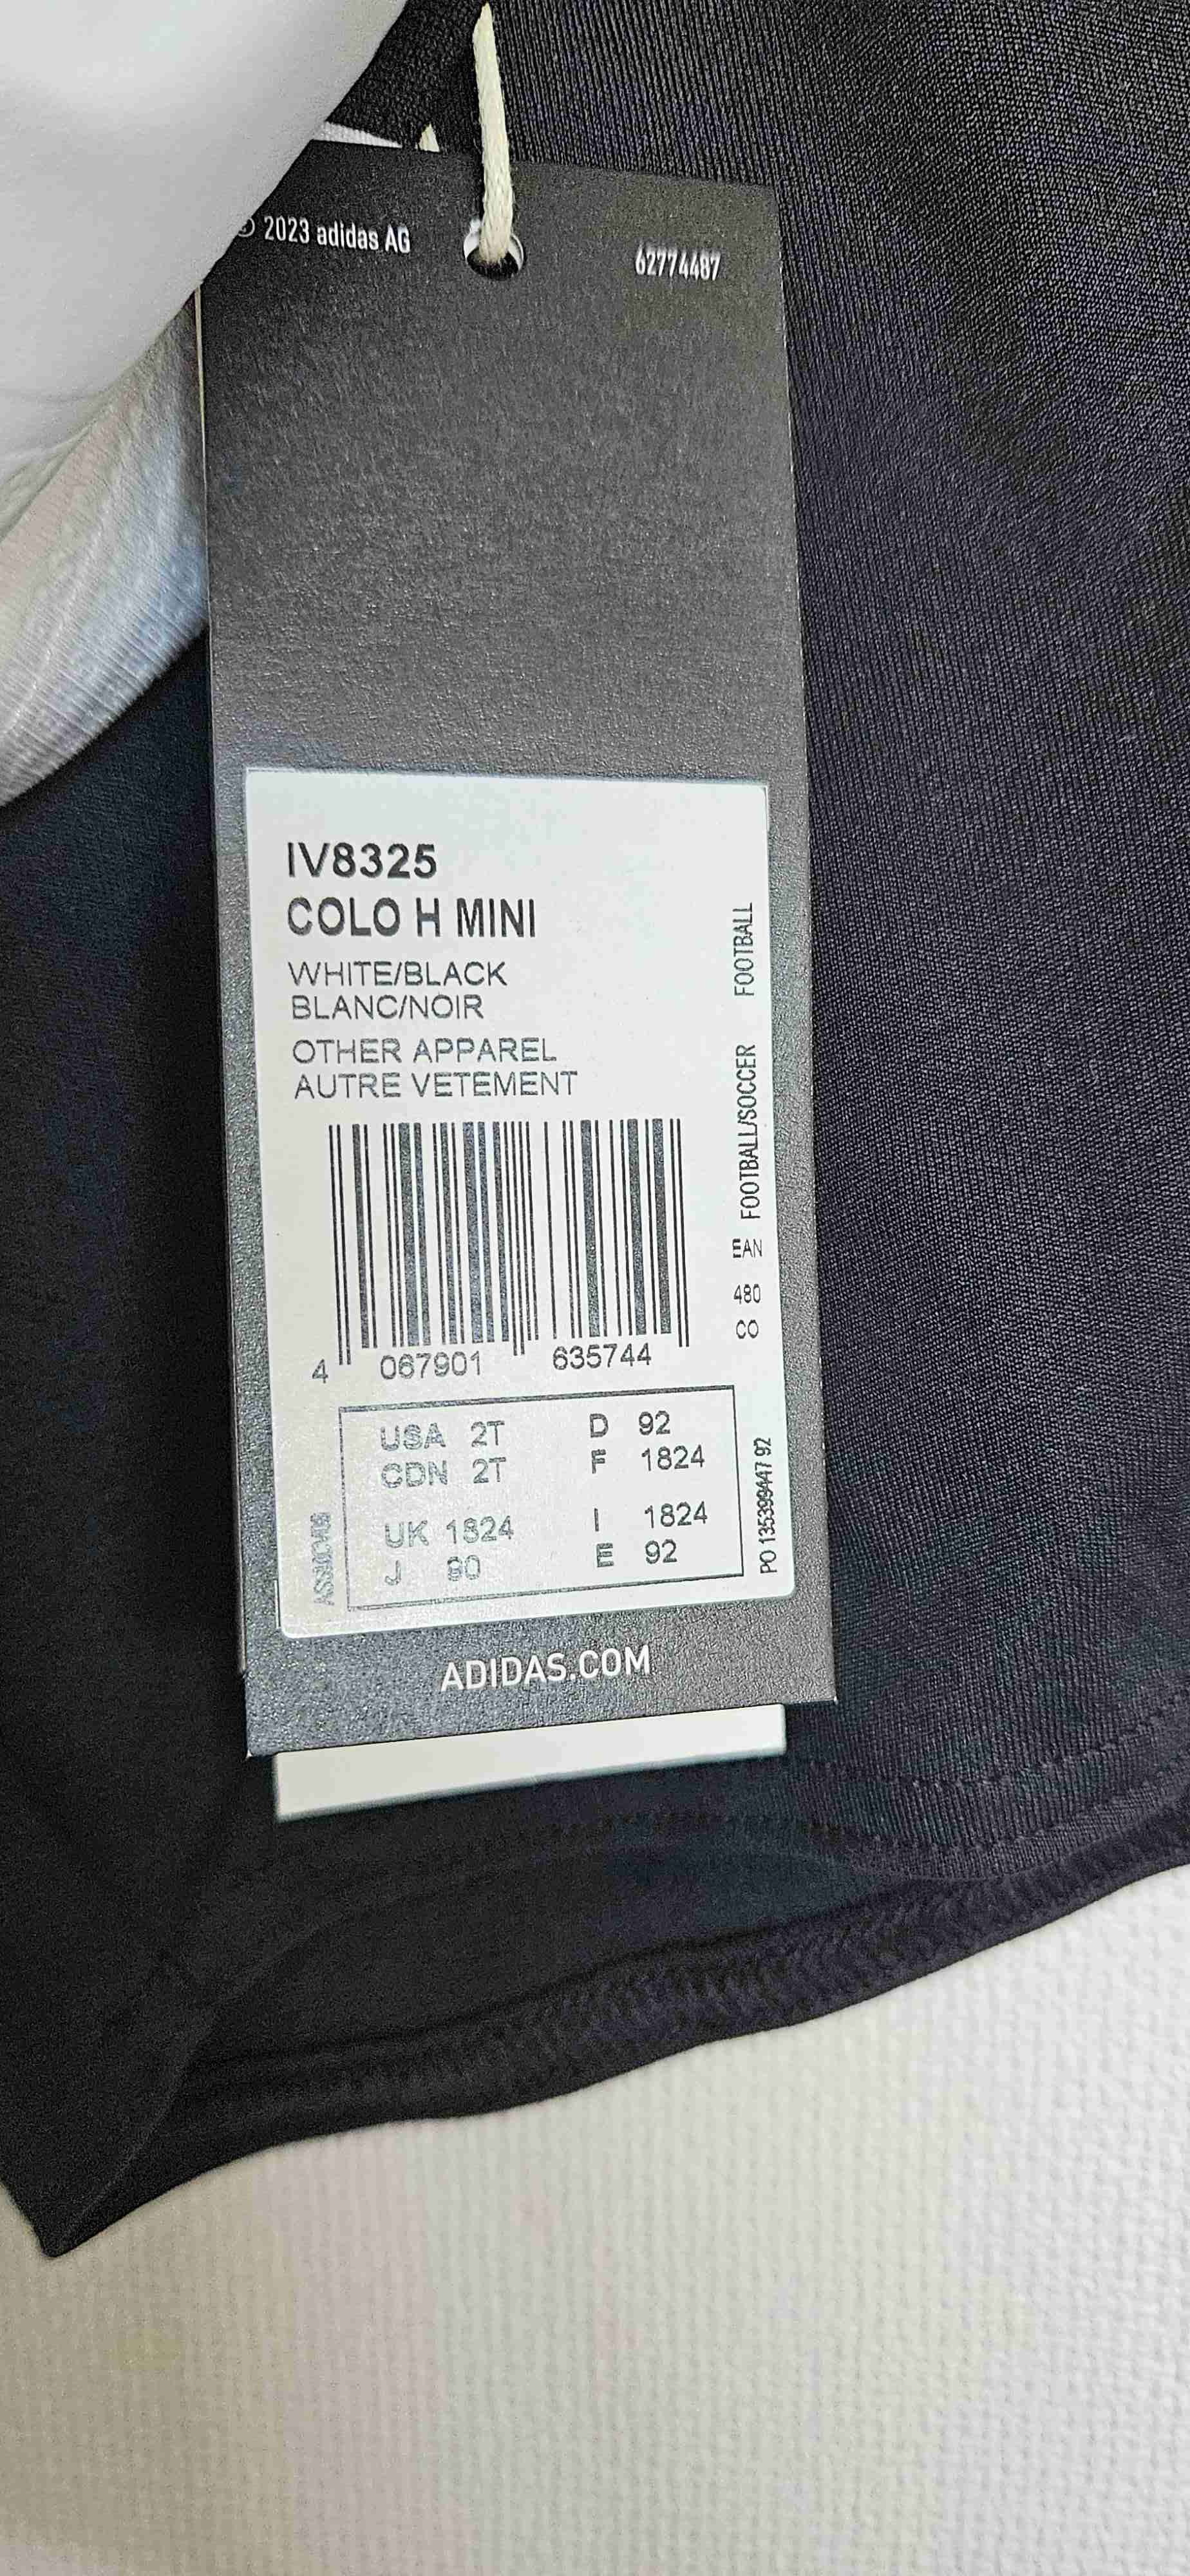 © 2023 adidas AG
62774487
IV8325
COLO H MINI
WHITE/BLACK
BLANC/NOIR
OTHER APPAREL
AUTRE VETEMENT
4 067901 635744
USA 2T D 92
CDN 2T F 1824
UK 1824 I 1824
J 90 E 92
FOOTBALL
FOOTBALL/SOCCER
EAN
480
CO
PO 135399447 92
ADIDAS.COM